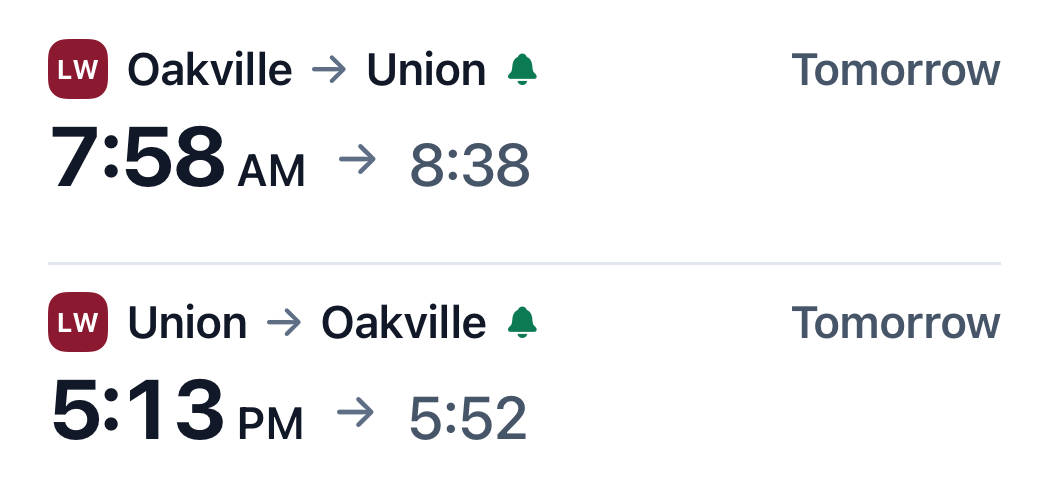 LW Oakville → Union Tomorrow
7:58 AM → 8:38
LW Union → Oakville Tomorrow
5:13 PM → 5:52